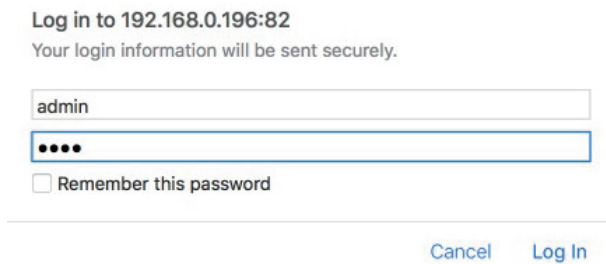 Log in to 192.168.0.196:82
Your login information will be sent securely.
admin
••••
Remember this password
Cancel Log In